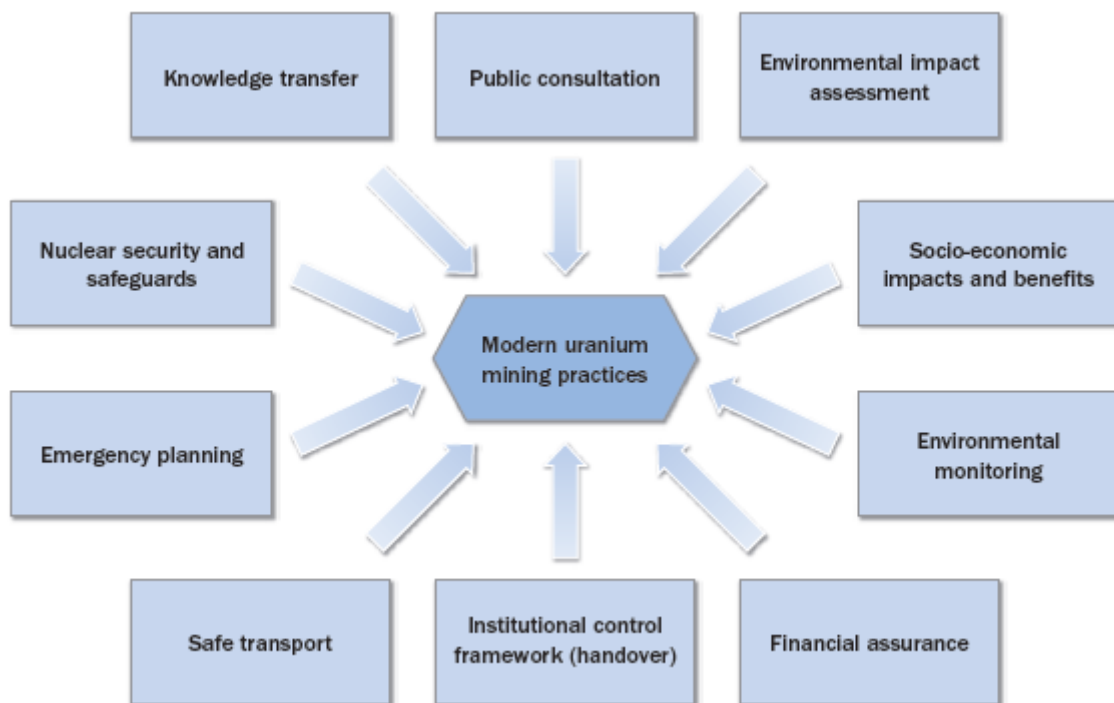 Knowledge transfer
Public consultation
Environmental impact
assessment
Nuclear security and
safeguards
Socio-economic
impacts and benefits
Modern uranium
mining practices
Emergency planning
Environmental
monitoring
Safe transport
Institutional control
framework (handover)
Financial assurance